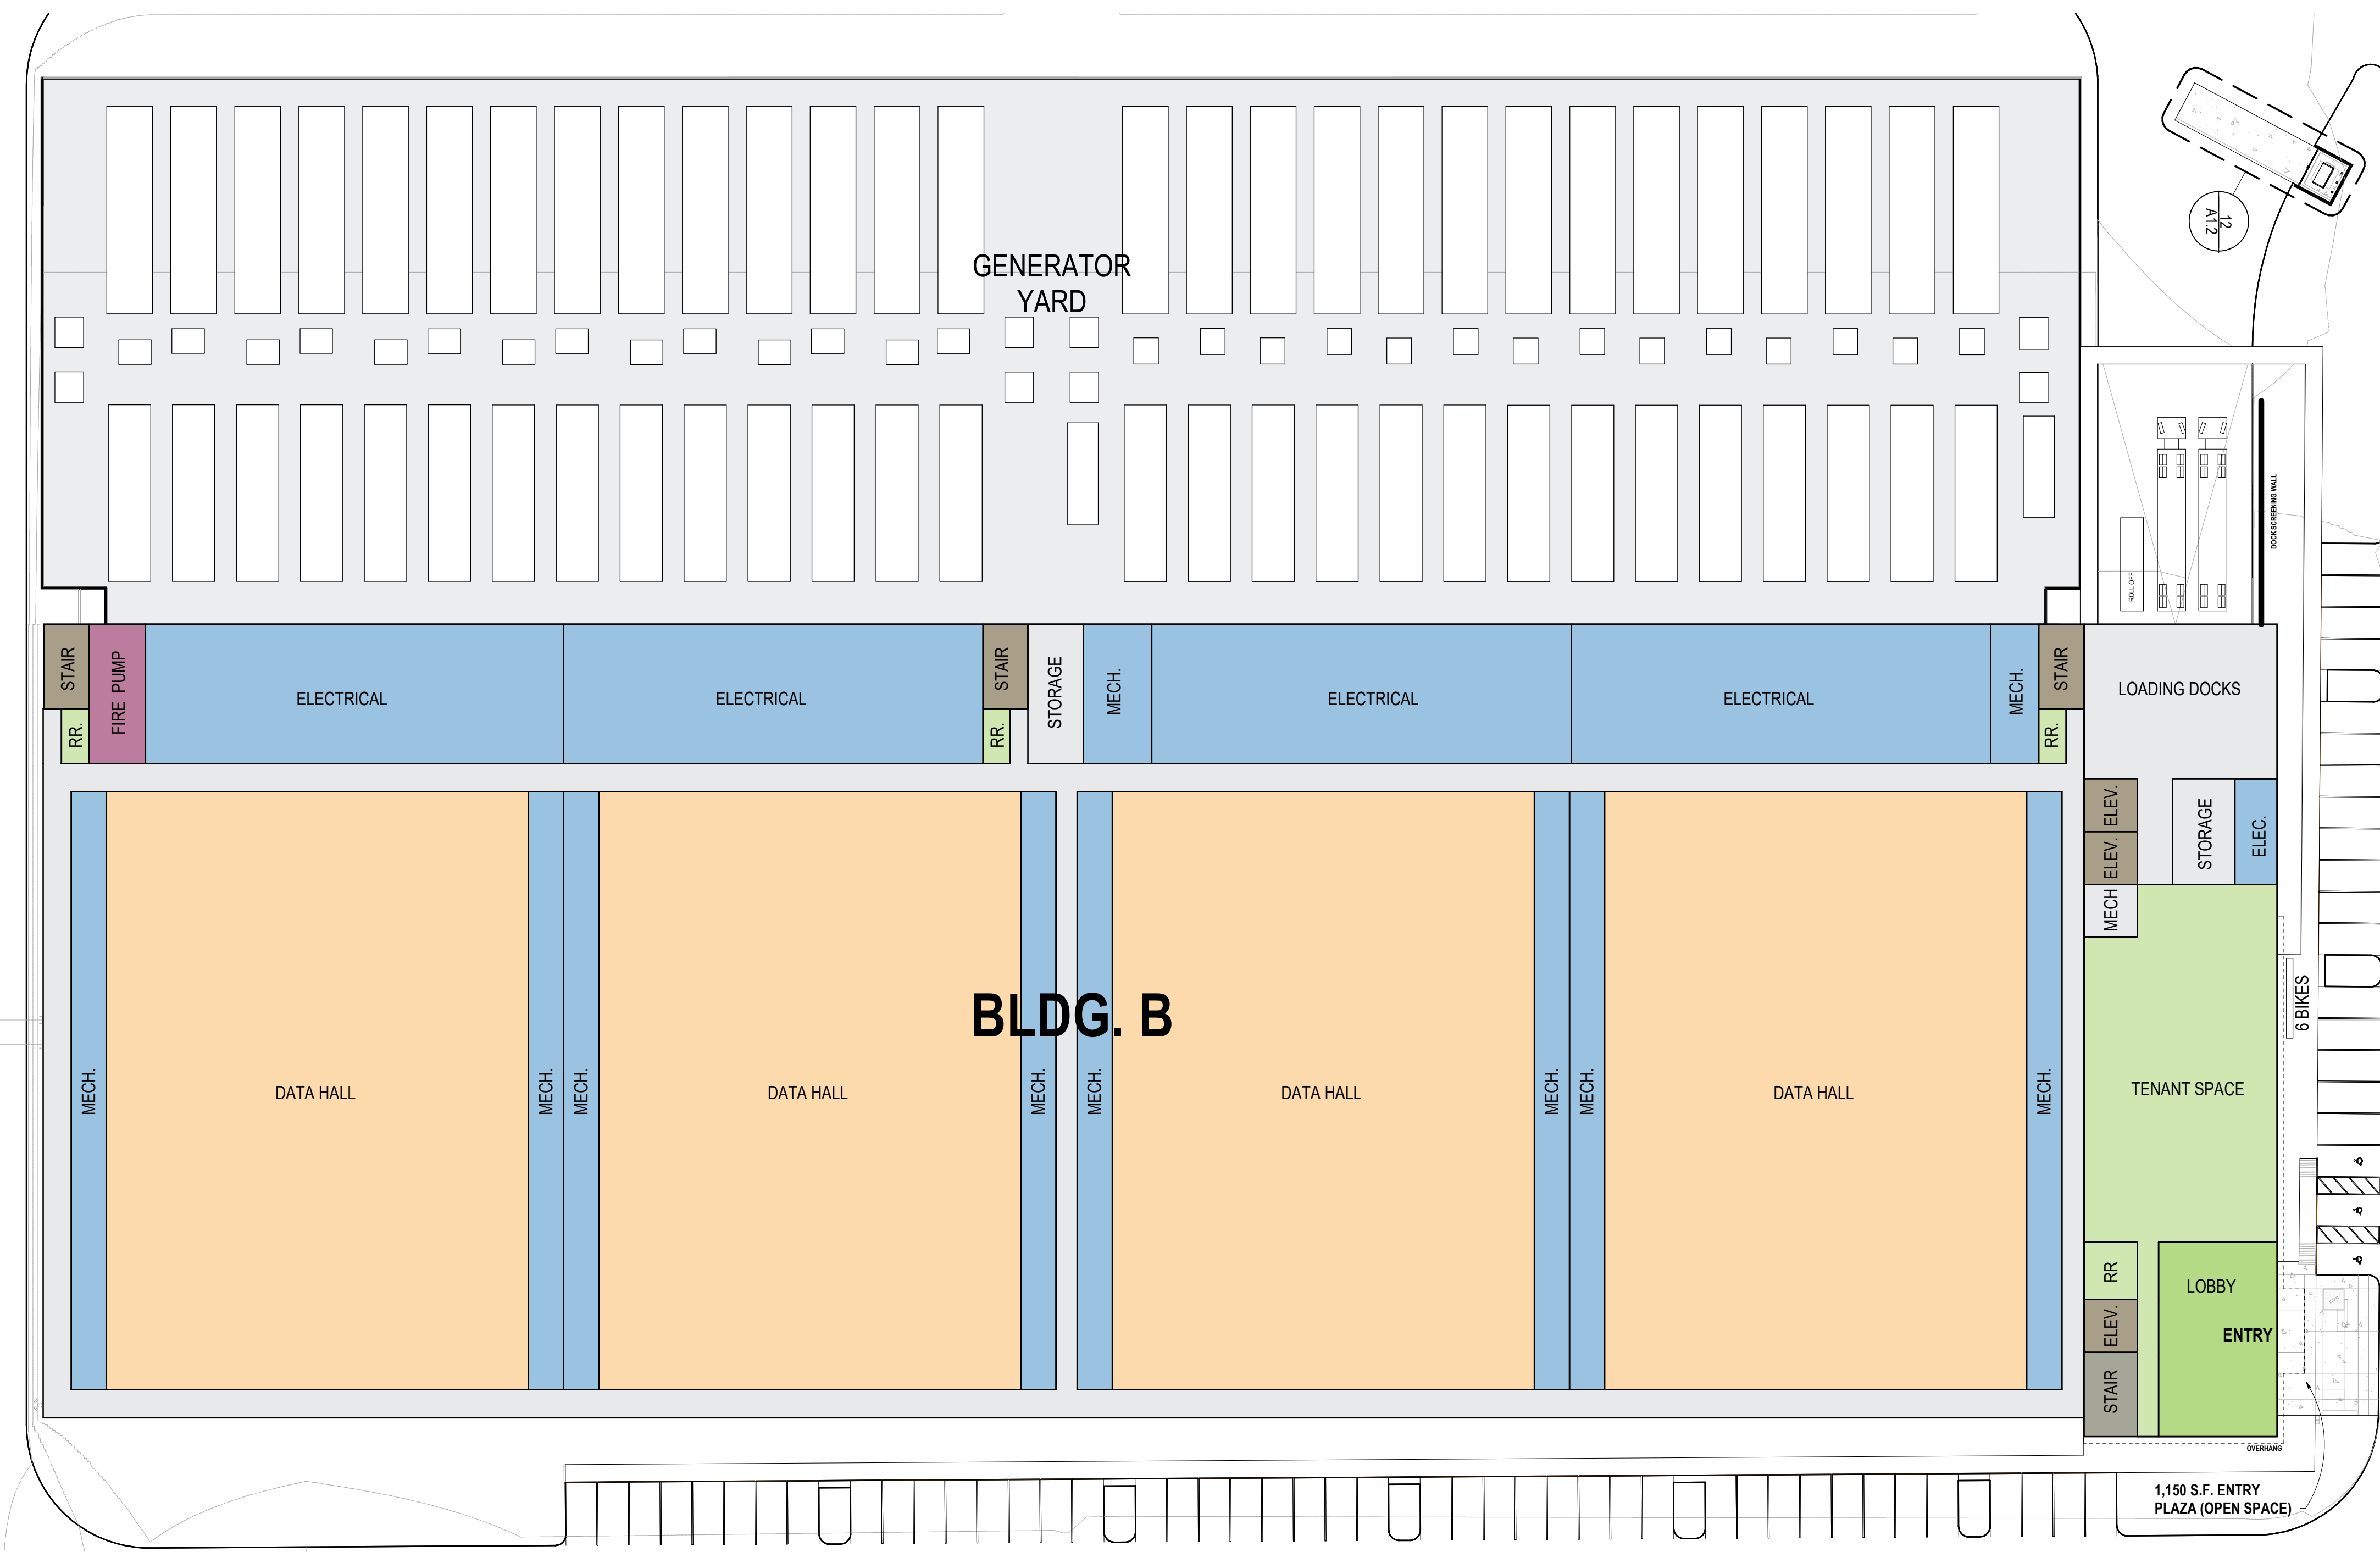 GENERATOR
YARD
12
A1.2
DOCK SCREENING WALL
ROLL OFF
STAIR
FIRE PUMP
RR.
ELECTRICAL
ELECTRICAL
STAIR
RR.
STORAGE
MECH.
ELECTRICAL
ELECTRICAL
MECH.
STAIR
RR.
LOADING DOCKS
ELEV.
ELEV.
MECH
STORAGE
ELEC.
BLDG. B
6 BIKES
MECH.
DATA HALL
MECH.
MECH.
DATA HALL
MECH.
MECH.
DATA HALL
MECH.
MECH.
DATA HALL
MECH.
TENANT SPACE
RR
LOBBY
ELEV.
ENTRY
STAIR
OVERHANG
1,150 S.F. ENTRY
PLAZA (OPEN SPACE)